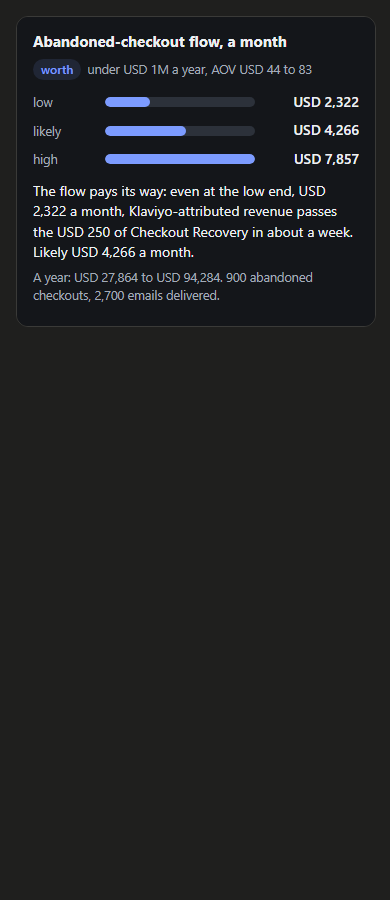 Abandoned-checkout flow, a month
worth under USD 1M a year, AOV USD 44 to 83
low USD 2,322
likely USD 4,266
high USD 7,857
The flow pays its way: even at the low end, USD
2,322 a month, Klaviyo-attributed revenue passes
the USD 250 of Checkout Recovery in about a week.
Likely USD 4,266 a month.
A year: USD 27,864 to USD 94,284. 900 abandoned
checkouts, 2,700 emails delivered.